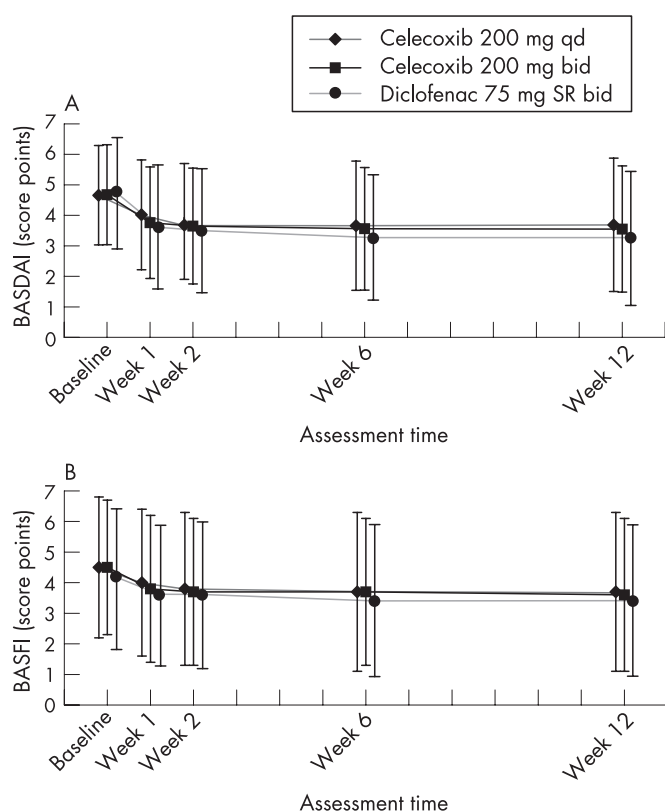 Celecoxib 200 mg qd
Celecoxib 200 mg bid
Diclofenac 75 mg SR bid
A
BASDAI (score points)
7
6
5
4
3
2
1
0
Baseline
Week 1
Week 2
Week 6
Week 12
Assessment time
B
BASFI (score points)
7
6
5
4
3
2
1
0
Baseline
Week 1
Week 2
Week 6
Week 12
Assessment time